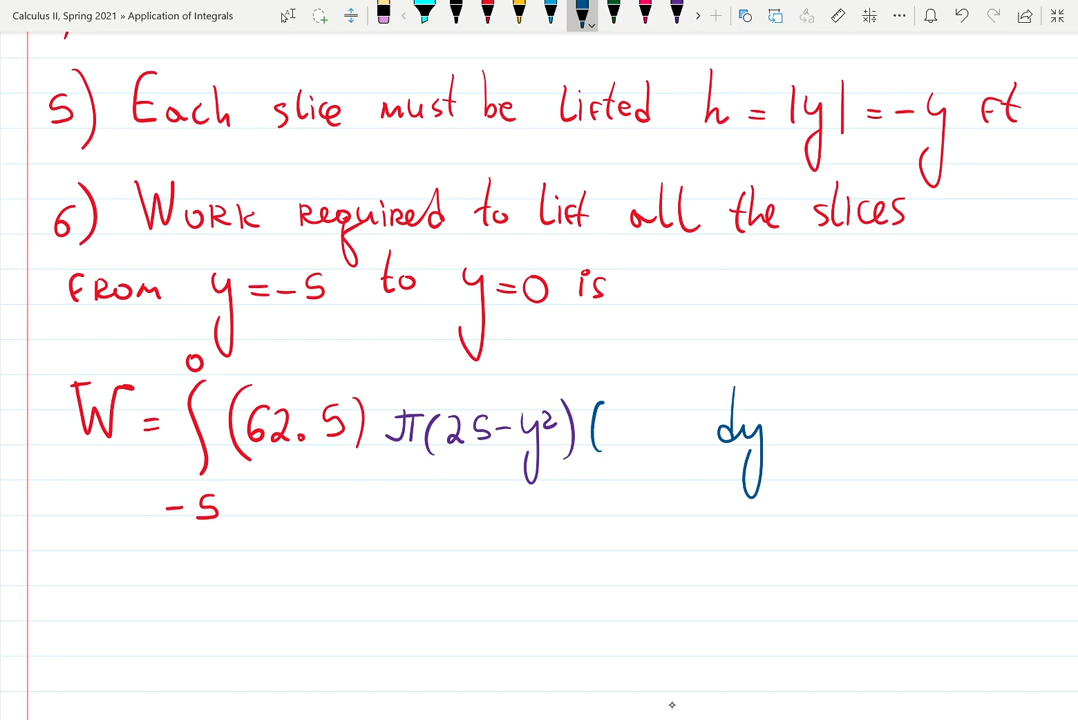 Calculus II, Spring 2021 » Application of Integrals
5) Each slice must be lifted h = |y| = -y ft
6) Work required to lift all the slices
from y = -5 to y = 0 is
W = ∫_{-5}^{0} (62.5) π(25-y²)( dy